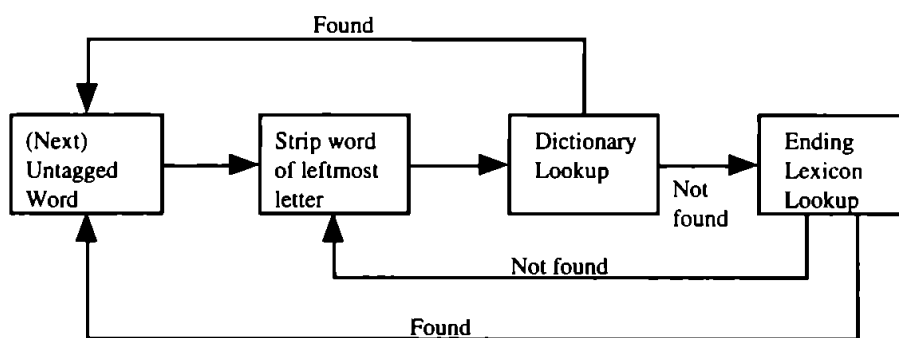 Found
(Next)
Untagged
Word
Strip word
of leftmost
letter
Dictionary
Lookup
Not
found
Ending
Lexicon
Lookup
Not found
Found